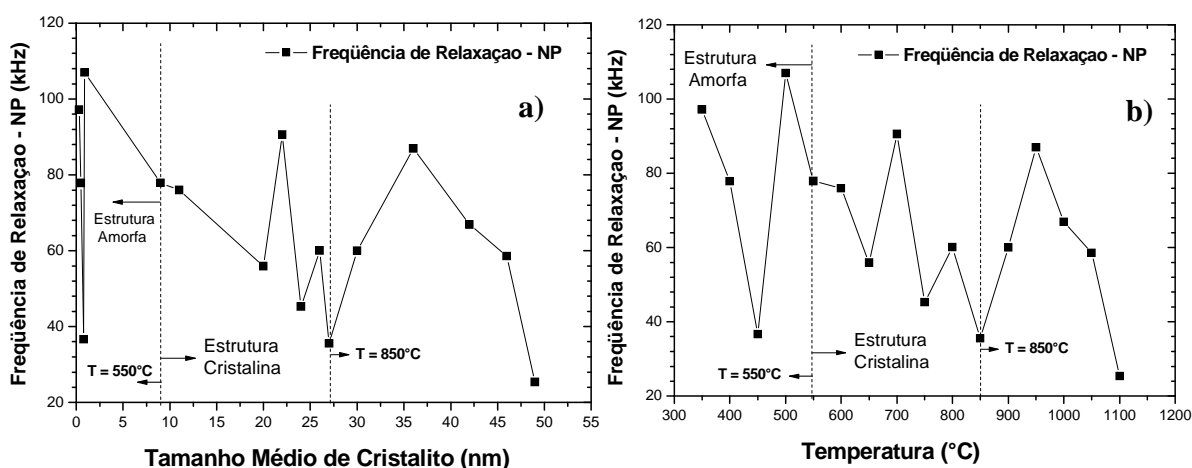 Freqüência de Relaxaçao - NP (kHz)
120
100
80
60
40
20
Freqüência de Relaxaçao - NP
a)
Estrutura
Amorfa
Estrutura
Cristalina
T = 550°C
T = 850°C
0 5 10 15 20 25 30 35 40 45 50 55
Tamanho Médio de Cristalito (nm)
Freqüência de Relaxaçao - NP (kHz)
120
100
80
60
40
20
Freqüência de Relaxaçao - NP
b)
Estrutura
Amorfa
Estrutura
Cristalina
T = 550°C
T = 850°C
300 400 500 600 700 800 900 1000 1100 1200
Temperatura (°C)